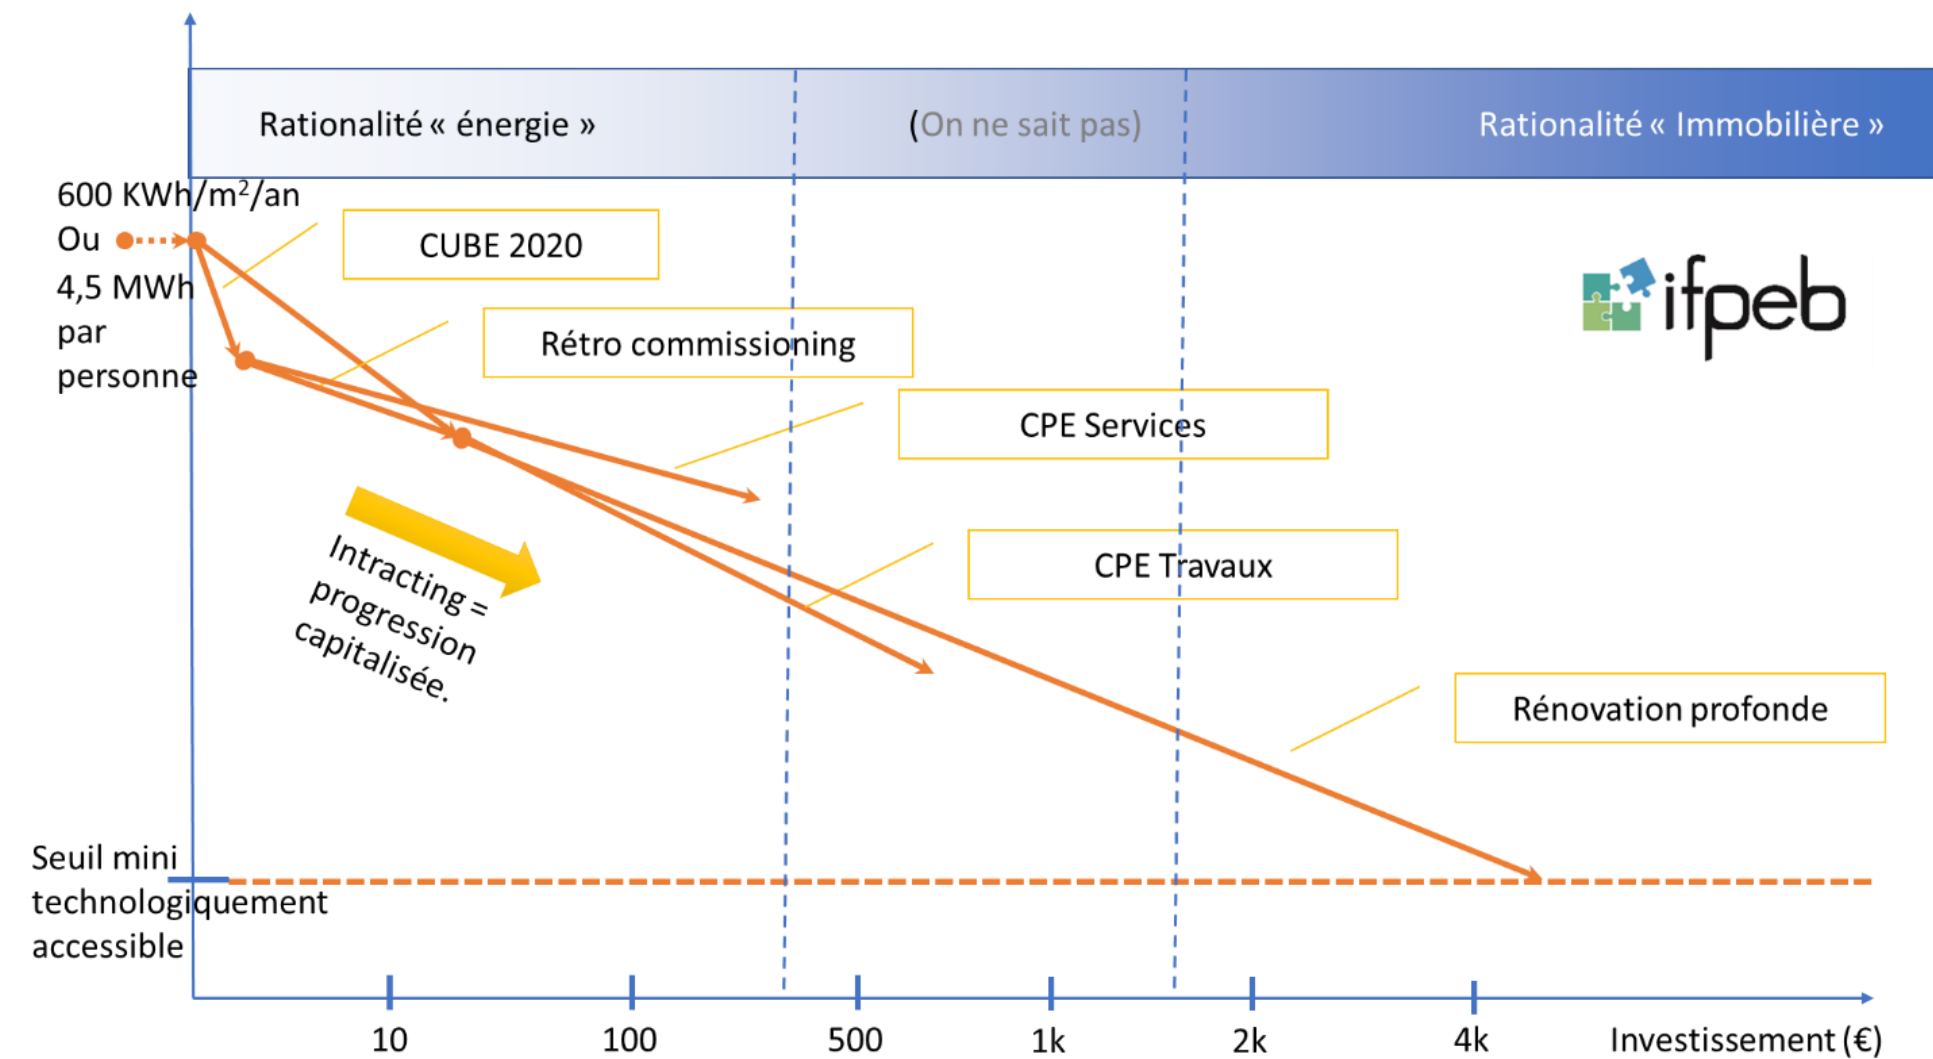 Rationalité « énergie »
(On ne sait pas)
Rationalité « Immobilière »
600 KWh/m²/an
Ou
4,5 MWh
par
personne
CUBE 2020
Rétro commissioning
ifpeb
CPE Services
CPE Travaux
Intracting =
progression
capitalisée.
Rénovation profonde
Seuil mini
technologiquement
accessible
10
100
500
1k
2k
4k
Investissement (€)